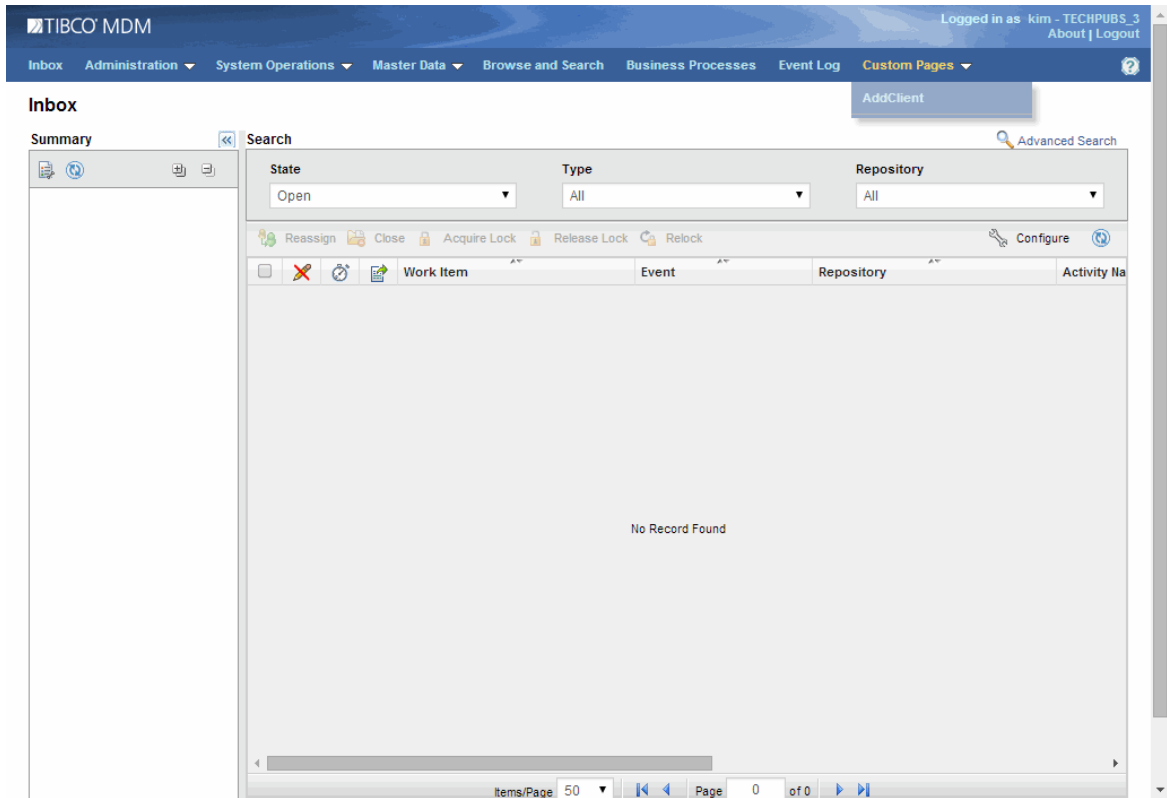 TIBCO MDM
Logged in as kim - TECHPUBS_3
About | Logout
Inbox Administration System Operations Master Data Browse and Search Business Processes Event Log Custom Pages ?
AddClient
Inbox
Summary Search Advanced Search
State Type Repository
Open All All
Reassign Close Acquire Lock Release Lock Relock Configure
Work Item Event Repository Activity Na
No Record Found
Items/Page 50 Page 0 of 0